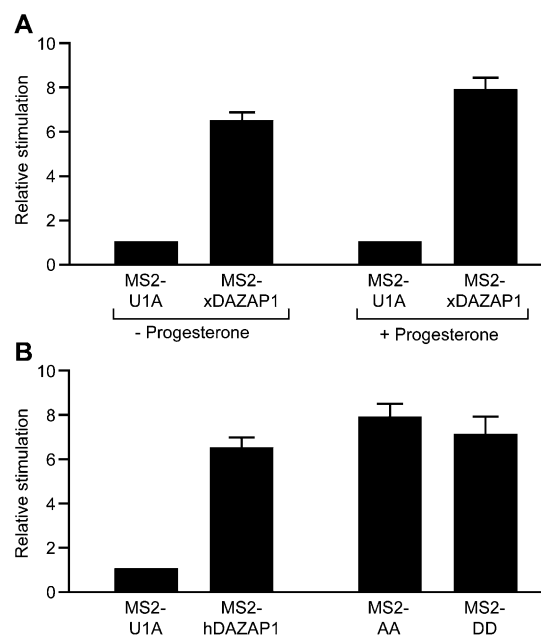 A
10
8
6
4
2
0
Relative stimulation
MS2-
U1A
MS2-
xDAZAP1
MS2-
U1A
MS2-
xDAZAP1
- Progesterone
+ Progesterone
B
10
8
6
4
2
0
Relative stimulation
MS2-
U1A
MS2-
hDAZAP1
MS2-
AA
MS2-
DD